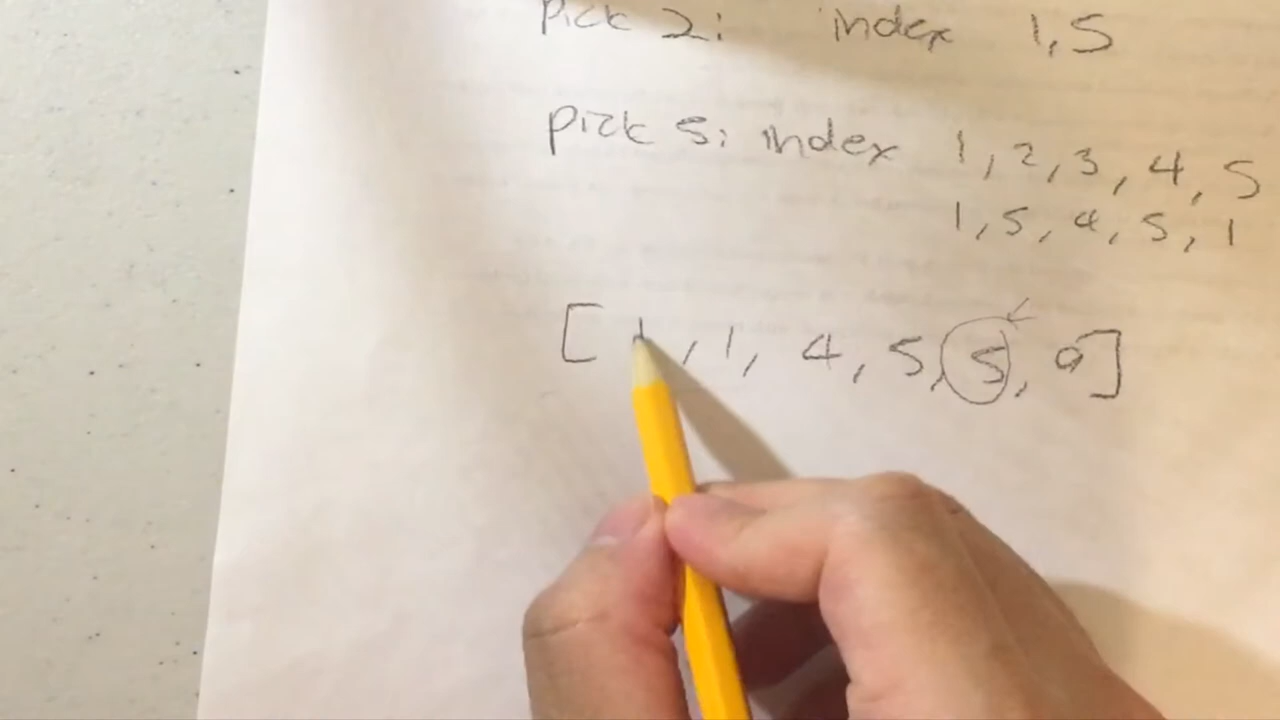 pick 2: index 1,5
pick 5: index 1,2,3,4,5
1,5,4,5,1
[1,1,4,5,5,9]